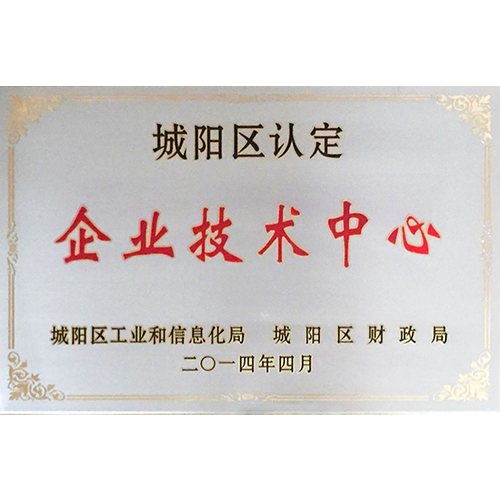 城阳区认定
企业技术中心
城阳区工业和信息化局 城阳区财政局
二〇一四年四月